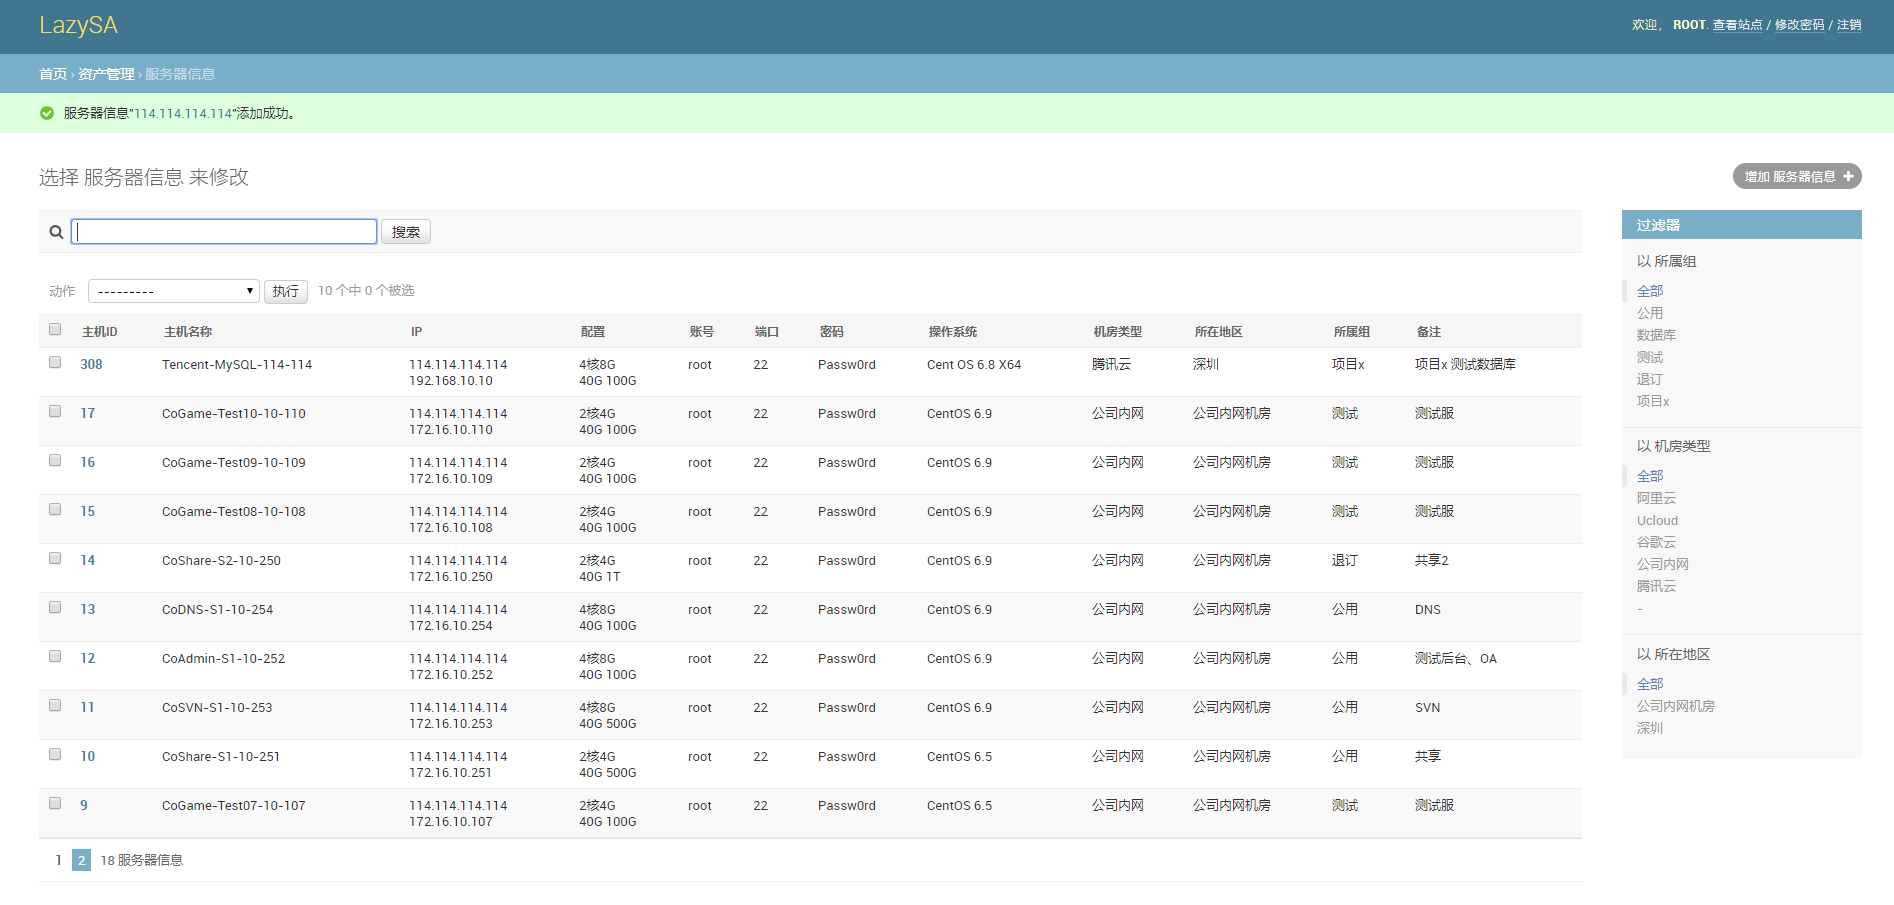 LazySA
欢迎， ROOT. 查看站点 / 修改密码 / 注销
首页 › 资产管理 › 服务器信息
服务器信息"114.114.114.114"添加成功。
选择 服务器信息 来修改
增加 服务器信息 +
搜索
动作 --------- 执行 10 个中 0 个被选
主机ID 主机名称 IP 配置 账号 端口 密码 操作系统 机房类型 所在地区 所属组 备注
308 Tencent-MySQL-114-114 114.114.114.114 4核8G root 22 Passw0rd Cent OS 6.8 X64 腾讯云 深圳 项目x 项目x 测试数据库
192.168.10.10 40G 100G
17 CoGame-Test10-10-110 114.114.114.114 2核4G root 22 Passw0rd CentOS 6.9 公司内网 公司内网机房 测试 测试服
172.16.10.110 40G 100G
16 CoGame-Test09-10-109 114.114.114.114 2核4G root 22 Passw0rd CentOS 6.9 公司内网 公司内网机房 测试 测试服
172.16.10.109 40G 100G
15 CoGame-Test08-10-108 114.114.114.114 2核4G root 22 Passw0rd CentOS 6.9 公司内网 公司内网机房 测试 测试服
172.16.10.108 40G 100G
14 CoShare-S2-10-250 114.114.114.114 2核4G root 22 Passw0rd CentOS 6.9 公司内网 公司内网机房 退订 共享2
172.16.10.250 40G 1T
13 CoDNS-S1-10-254 114.114.114.114 4核8G root 22 Passw0rd CentOS 6.9 公司内网 公司内网机房 公用 DNS
172.16.10.254 40G 100G
12 CoAdmin-S1-10-252 114.114.114.114 4核8G root 22 Passw0rd CentOS 6.9 公司内网 公司内网机房 公用 测试后台、OA
172.16.10.252 40G 100G
11 CoSVN-S1-10-253 114.114.114.114 4核8G root 22 Passw0rd CentOS 6.9 公司内网 公司内网机房 公用 SVN
172.16.10.253 40G 500G
10 CoShare-S1-10-251 114.114.114.114 2核4G root 22 Passw0rd CentOS 6.5 公司内网 公司内网机房 公用 共享
172.16.10.251 40G 500G
9 CoGame-Test07-10-107 114.114.114.114 2核4G root 22 Passw0rd CentOS 6.5 公司内网 公司内网机房 测试 测试服
172.16.10.107 40G 100G
1 2 18 服务器信息
过滤器
以 所属组
全部
公用
数据库
测试
退订
项目x
以 机房类型
全部
阿里云
Ucloud
谷歌云
公司内网
腾讯云
-
以 所在地区
全部
公司内网机房
深圳